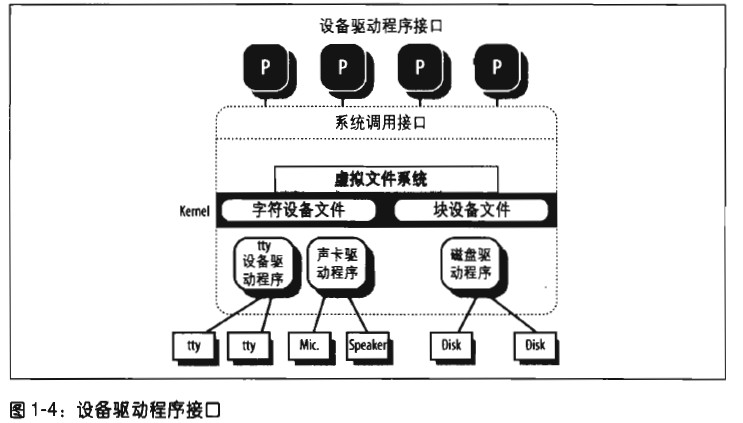 设备驱动程序接口
P P P P
系统调用接口
虚拟文件系统
Kernel 字符设备文件 块设备文件
tty
设备驱
动程序
声卡驱
动程序
磁盘驱
动程序
tty tty Mic. Speaker Disk Disk
图 1-4：设备驱动程序接口